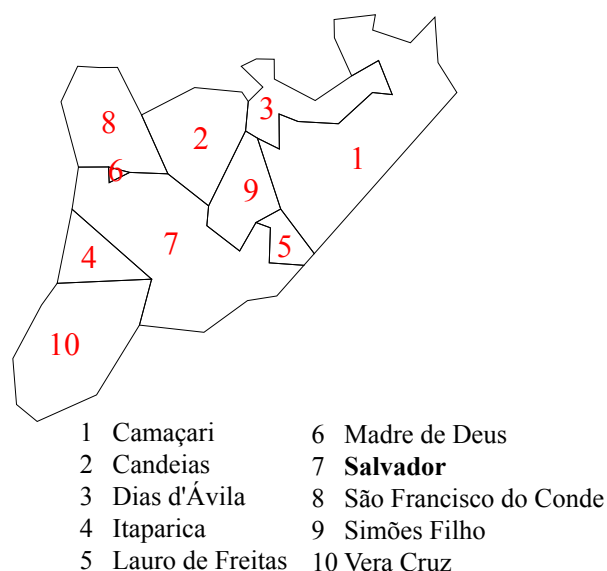 3
8
2
1
6
9
7
5
4
10
1 Camaçari
2 Candeias
3 Dias d'Ávila
4 Itaparica
5 Lauro de Freitas
6 Madre de Deus
7 Salvador
8 São Francisco do Conde
9 Simões Filho
10 Vera Cruz